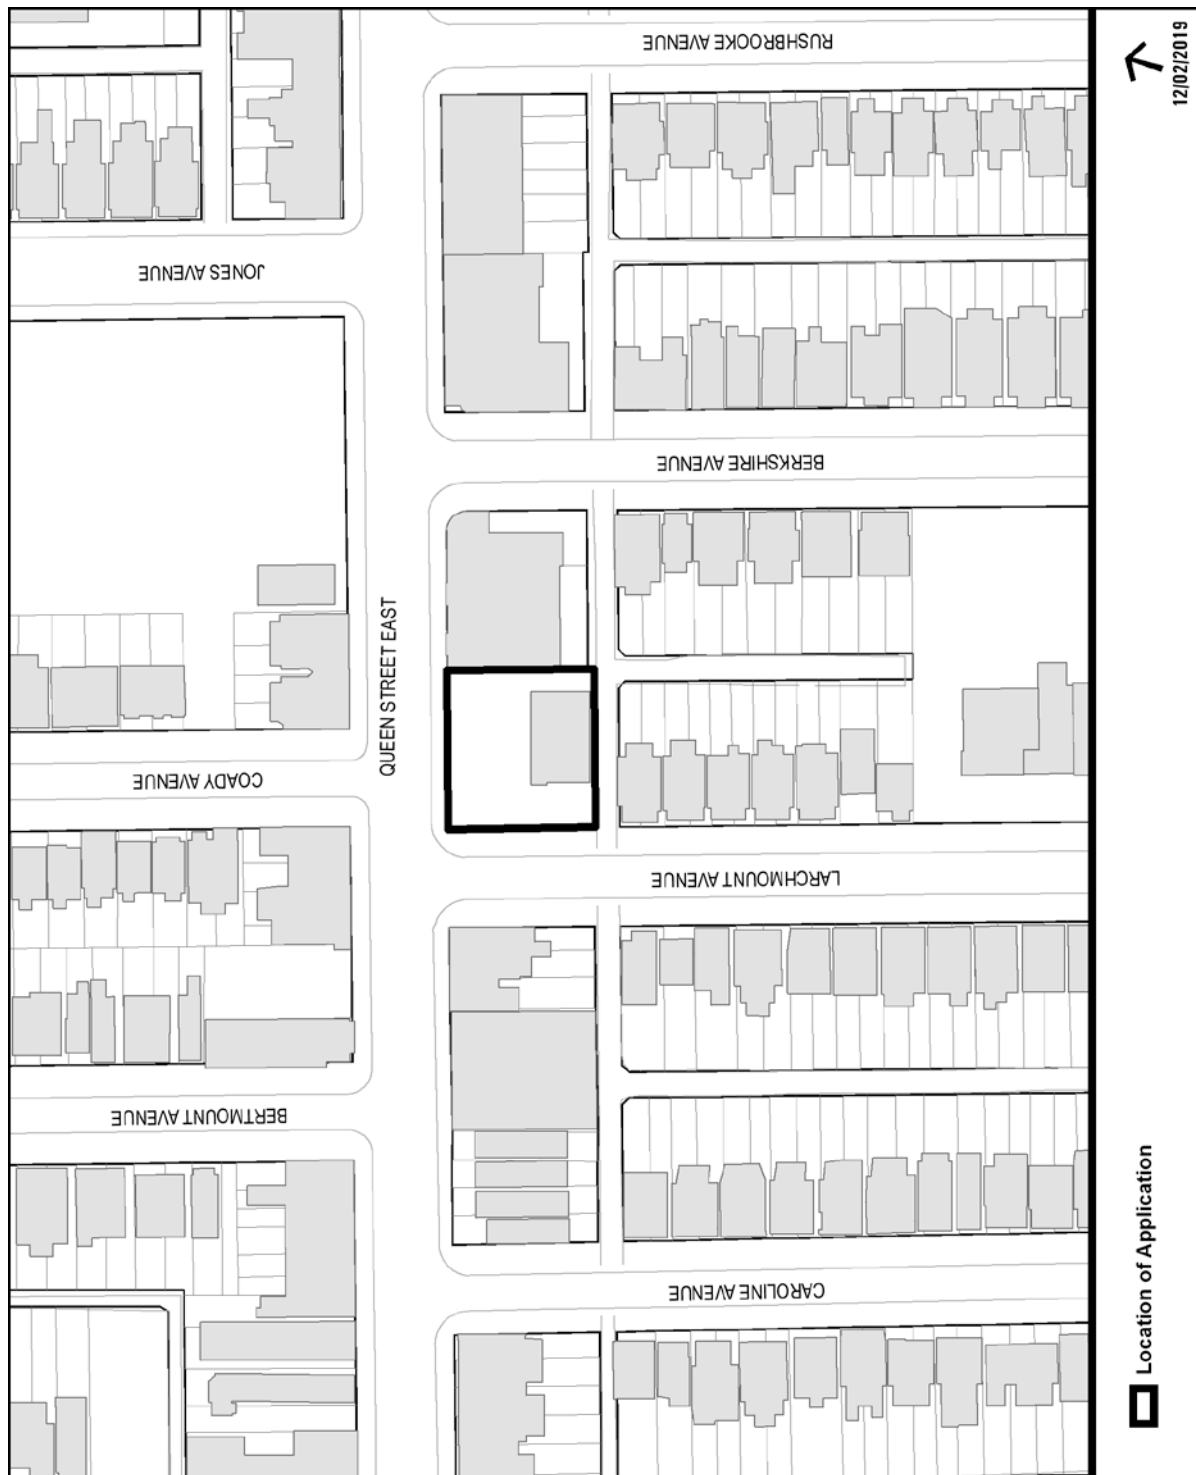 RUSHBROOKE AVENUE
JONES AVENUE
BERKSHIRE AVENUE
QUEEN STREET EAST
COADY AVENUE
LARCHMOUNT AVENUE
BERTMOUNT AVENUE
CAROLINE AVENUE
Location of Application
12/02/2019